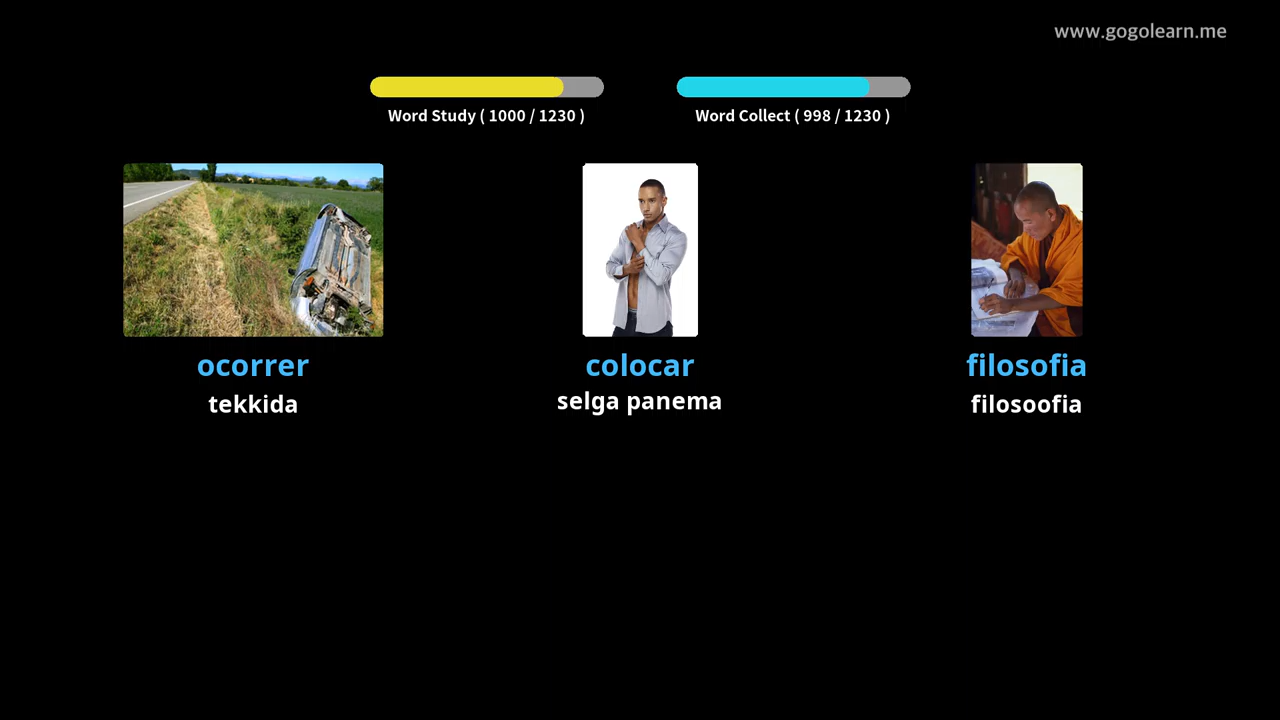 www.gogolearn.me
Word Study ( 1000 / 1230 )
Word Collect ( 998 / 1230 )
ocorrer
colocar
filosofia
tekkida
selga panema
filosoofia